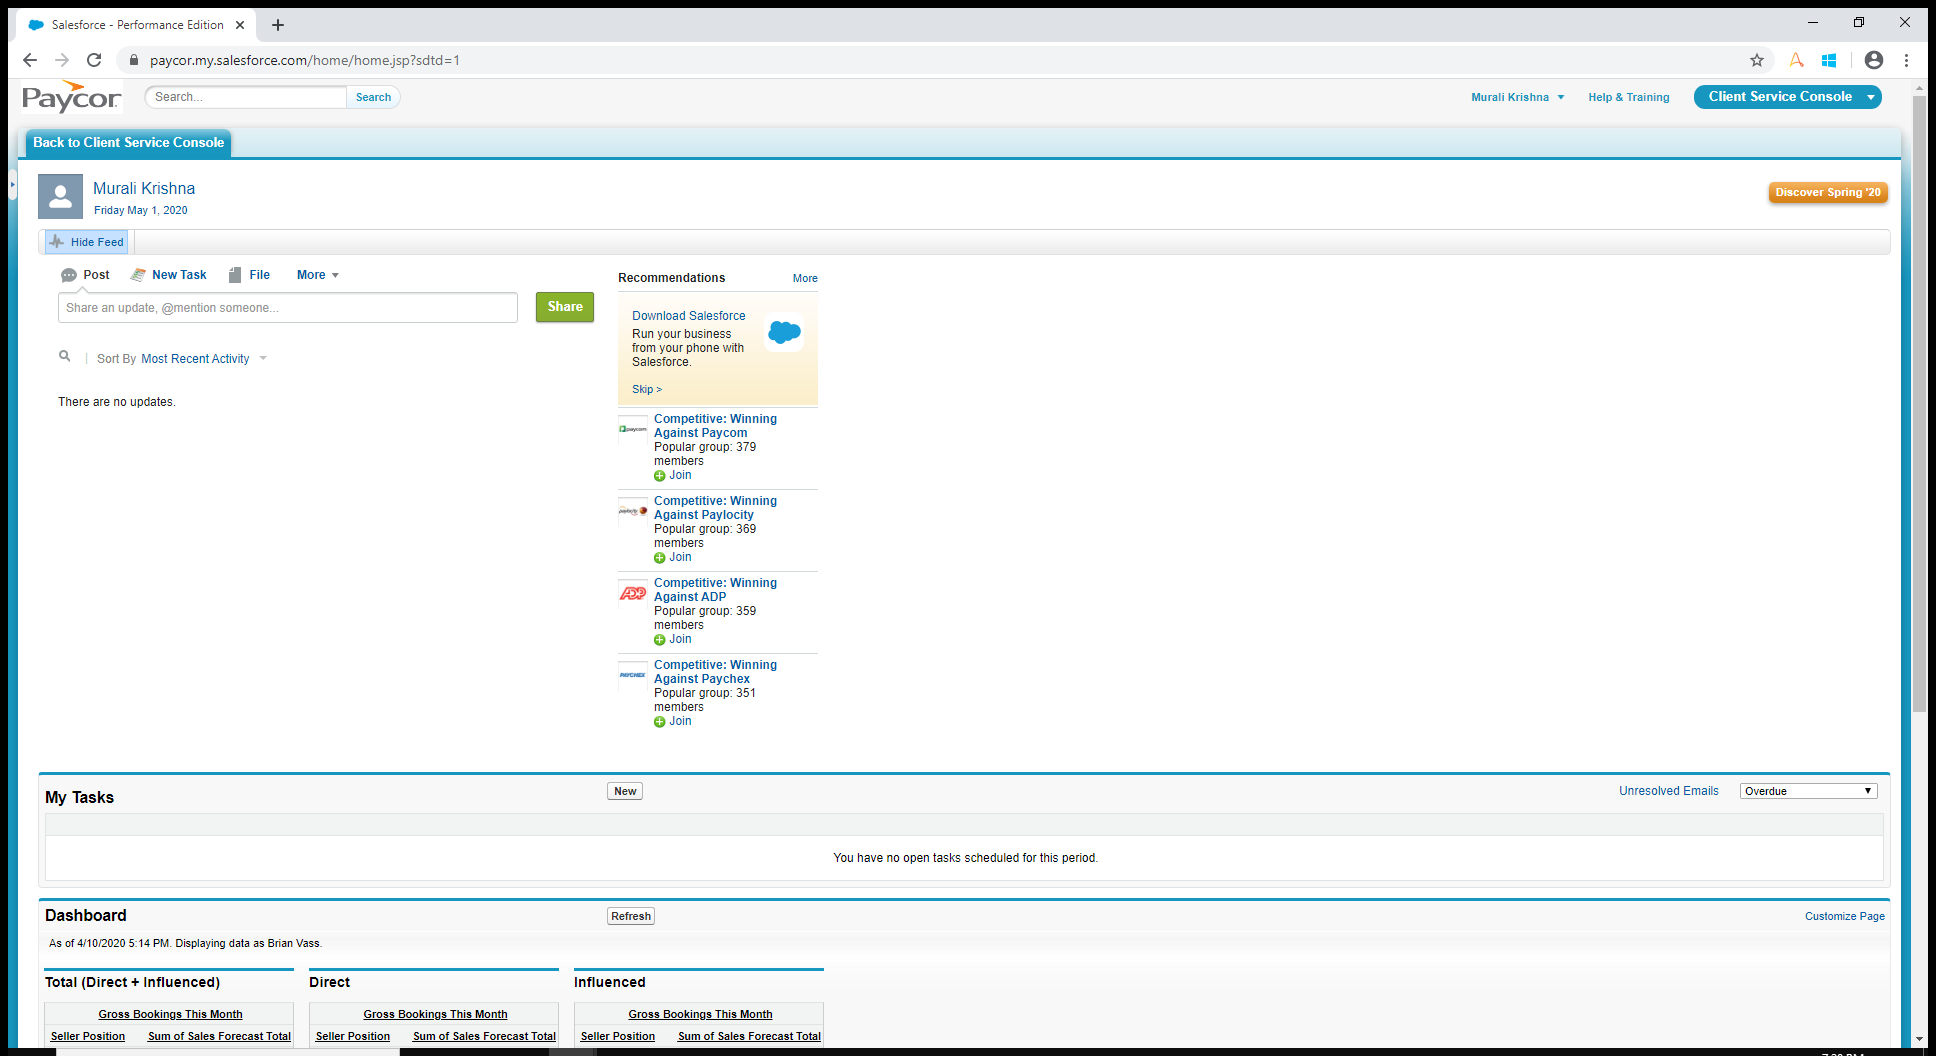 Salesforce - Performance Edition
paycor.my.salesforce.com/home/home.jsp?sdtd=1
Paycor
Search...
Search
Murali Krishna
Help & Training
Client Service Console
Back to Client Service Console
Murali Krishna
Friday May 1, 2020
Discover Spring '20
Hide Feed
Post
New Task
File
More
Share an update, @mention someone...
Share
Sort By Most Recent Activity
There are no updates.
Recommendations
More
Download Salesforce
Run your business
from your phone with
Salesforce.
Skip >
paycom
Competitive: Winning
Against Paycom
Popular group: 379
members
Join
paylocity
Competitive: Winning
Against Paylocity
Popular group: 369
members
Join
ADP
Competitive: Winning
Against ADP
Popular group: 359
members
Join
PAYCHEX
Competitive: Winning
Against Paychex
Popular group: 351
members
Join
My Tasks
New
Unresolved Emails
Overdue
You have no open tasks scheduled for this period.
Dashboard
Refresh
Customize Page
As of 4/10/2020 5:14 PM. Displaying data as Brian Vass.
Total (Direct + Influenced)
Direct
Influenced
Gross Bookings This Month
Gross Bookings This Month
Gross Bookings This Month
Seller Position Sum of Sales Forecast Total
Seller Position Sum of Sales Forecast Total
Seller Position Sum of Sales Forecast Total